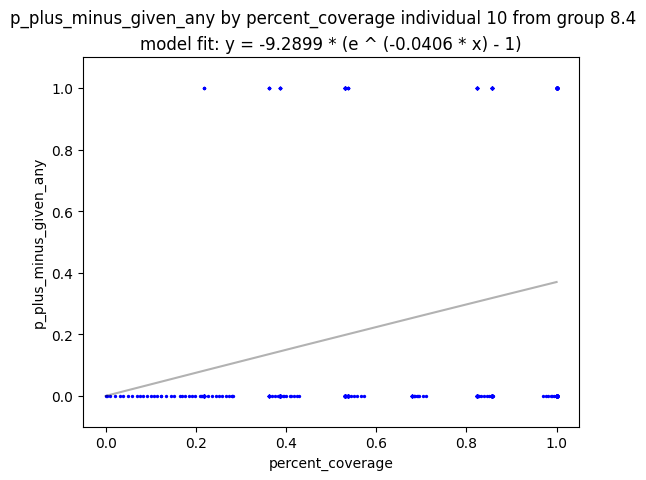 p_plus_minus_given_any by percent_coverage individual 10 from group 8.4
model fit: y = -9.2899 * (e ^ (-0.0406 * x) - 1)
1.0
0.8
0.6
0.4
0.2
0.0
p_plus_minus_given_any
0.0 0.2 0.4 0.6 0.8 1.0
percent_coverage